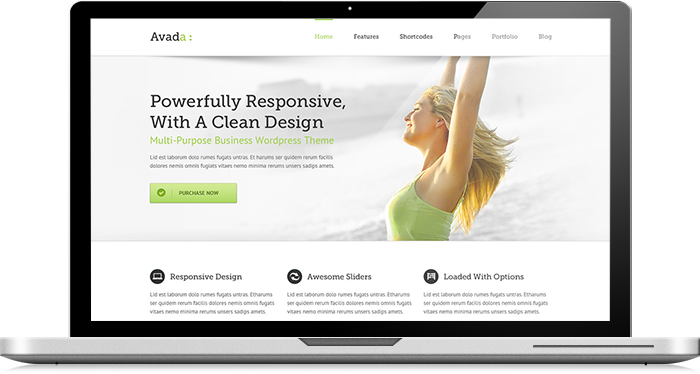 Avada :
Home Features Shortcodes Pages Portfolio Blog
Powerfully Responsive,
With A Clean Design
Multi-Purpose Business Wordpress Theme
Lid est laborum dolo rumes fugats untras. Et harums ser quidem rerum facilis
dolores nemis omnis fugiats vitaes nemo minima rerums unsers sadips amets.
PURCHASE NOW
Responsive Design
Lid est laborum dolo rumes fugats untras. Etharums
ser quidem rerum facilis dolores nemis omnis fugats
vitaes nemo minima rerums unsers sadips amets.
Awesome Sliders
Lid est laborum dolo rumes fugats untras. Etharums
ser quidem rerum facilis dolores nemis omnis fugats
vitaes nemo minima rerums unsers sadips amets.
Loaded With Options
Lid est laborum dolo rumes fugats untras. Etharums
ser quidem rerum facilis dolores nemis omnis fugats
vitaes nemo minima rerums unsers sadips amets.